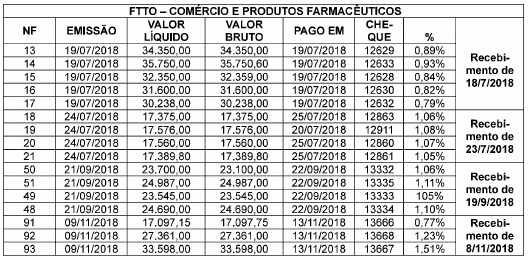 FTTO – COMÉRCIO E PRODUTOS FARMACÊUTICOS
NF EMISSÃO VALOR LÍQUIDO VALOR BRUTO PAGO EM CHE-QUE %
13 19/07/2018 34.350,00 34.350,00 19/07/2018 12629 0,89% Recebi-
14 19/07/2018 35.750,60 35.750,60 19/07/2018 12633 0,93% mento de
15 19/07/2018 32.350,00 32.359,00 19/07/2018 12628 0,84% 18/7/2018
16 19/07/2018 31.600,00 31.600,00 19/07/2018 12630 0,82%
17 19/07/2018 30.238,00 30.238,00 19/07/2018 12632 0,79%
18 24/07/2018 17.375,00 17.375,00 25/07/2018 12863 1,06% Recebi-
19 24/07/2018 17.576,00 17.576,00 20/07/2018 12911 1,08% mento de
20 24/07/2018 17.560,00 17.560,00 25/07/2018 12860 1,07% 23/7/2018
21 24/07/2018 17.389,80 17.389,80 25/07/2018 12861 1,05%
50 21/09/2018 23.700,00 23.100,00 22/09/2018 13332 1,06% Recebi-
51 21/09/2018 24.987,00 24.987,00 22/09/2018 13335 1,11% mento de
49 21/09/2018 23.545,00 23.545,00 22/09/2018 13333 105% 19/9/2018
48 21/09/2018 24.690,00 24.690,00 22/09/2018 13334 1,10%
91 09/11/2018 17.097,15 17.097,75 13/11/2018 13666 0,77% Recebi-
92 09/11/2018 27.361,00 27.361,00 13/11/2018 13668 1,23% mento de
93 09/11/2018 33.598,00 33.598,00 13/11/2018 13667 1,51% 8/11/2018